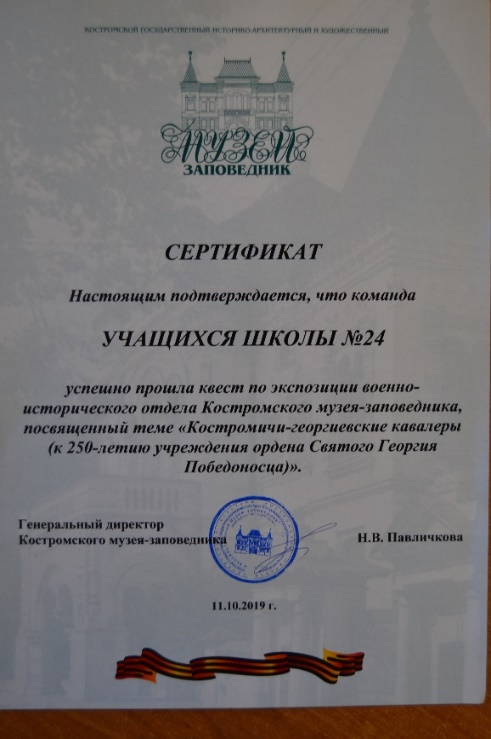 КОСТРОМСКОЙ ГОСУДАРСТВЕННЫЙ ИСТОРИКО-АРХИТЕКТУРНЫЙ И ХУДОЖЕСТВЕННЫЙ
МУЗЕЙ
ЗАПОВЕДНИК
СЕРТИФИКАТ
Настоящим подтверждается, что команда
УЧАЩИХСЯ ШКОЛЫ №24
успешно прошла квест по экспозиции военно-
исторического отдела Костромского музея-заповедника,
посвященный теме «Костромичи-георгиевские кавалеры
(к 250-летию учреждения ордена Святого Георгия
Победоносца)».
Генеральный директор
Костромского музея-заповедника
Н.В. Павличкова
11.10.2019 г.